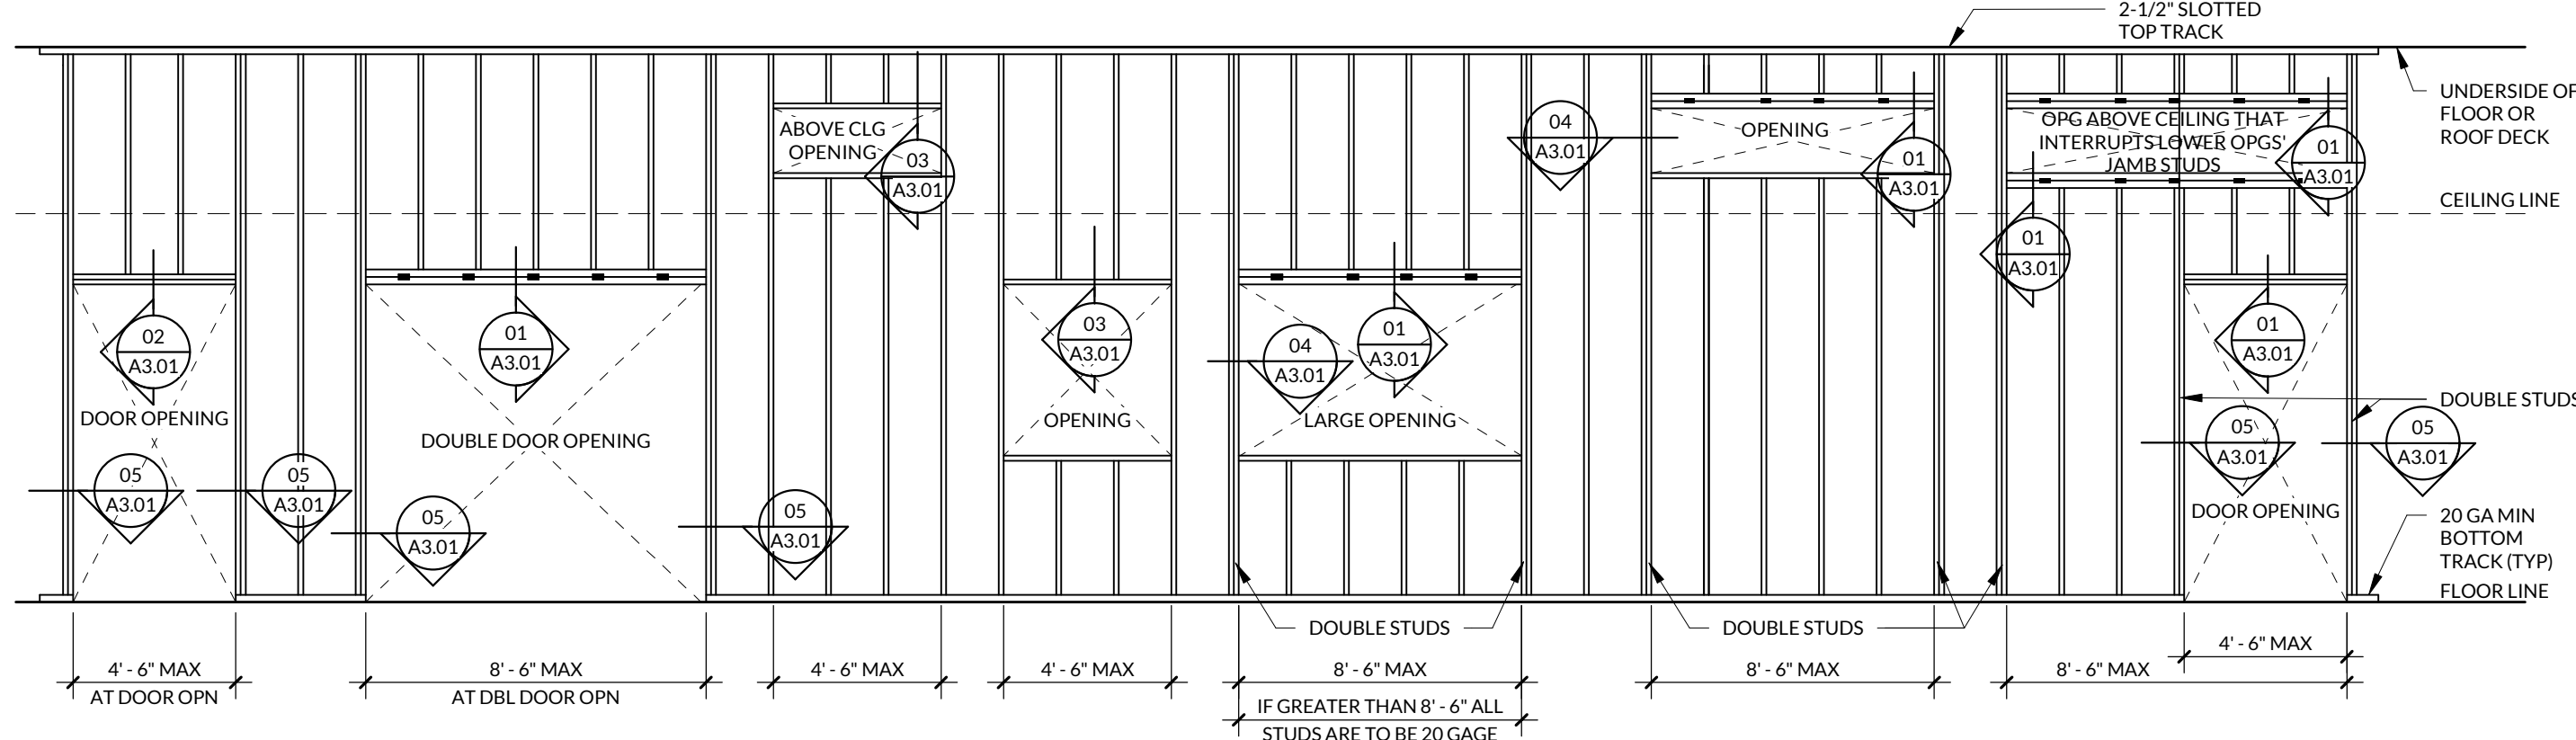 2-1/2" SLOTTED
TOP TRACK
UNDERSIDE OF
FLOOR OR
ROOF DECK
CEILING LINE
ABOVE CLG
OPENING
03
A3.01
04
A3.01
OPENING
01
A3.01
OPG ABOVE CEILING THAT
INTERRUPTS LOWER OPGS'
JAMB STUDS
01
A3.01
01
A3.01
02
A3.01
DOOR OPENING
05
A3.01
05
A3.01
01
A3.01
DOUBLE DOOR OPENING
05
A3.01
05
A3.01
03
A3.01
OPENING
04
A3.01
01
A3.01
LARGE OPENING
01
A3.01
05
A3.01
DOOR OPENING
DOUBLE STUDS
05
A3.01
20 GA MIN
BOTTOM
TRACK (TYP)
FLOOR LINE
DOUBLE STUDS
DOUBLE STUDS
4' - 6" MAX
AT DOOR OPN
8' - 6" MAX
AT DBL DOOR OPN
4' - 6" MAX
4' - 6" MAX
8' - 6" MAX
IF GREATER THAN 8' - 6" ALL
STUDS ARE TO BE 20 GAGE
8' - 6" MAX
8' - 6" MAX
4' - 6" MAX